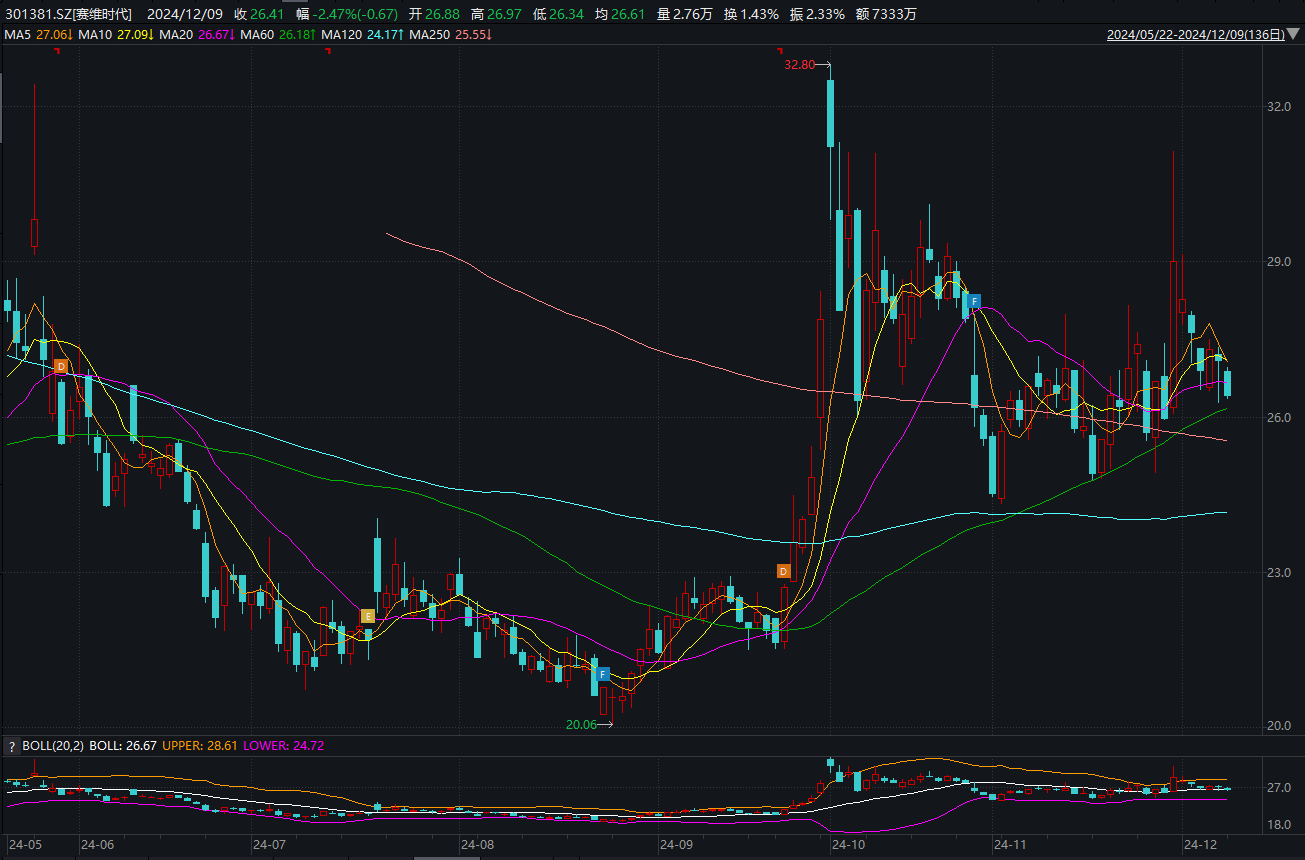 301381.SZ[赛维时代] 2024/12/09 收 26.41 幅 -2.47%(-0.67) 开 26.88 高 26.97 低 26.34 均 26.61 量 2.76万 换 1.43% 振 2.33% 额 7333万
MA5 27.06↓ MA10 27.09↓ MA20 26.67↓ MA60 26.18↑ MA120 24.17↑ MA250 25.55↓ 2024/05/22-2024/12/09(136日)▼
32.80
32.0
29.0
F
D
26.0
D
23.0
E
F
20.06
20.0
? BOLL(20,2) BOLL: 26.67 UPPER: 28.61 LOWER: 24.72
27.0
18.0
24-05 24-06 24-07 24-08 24-09 24-10 24-11 24-12